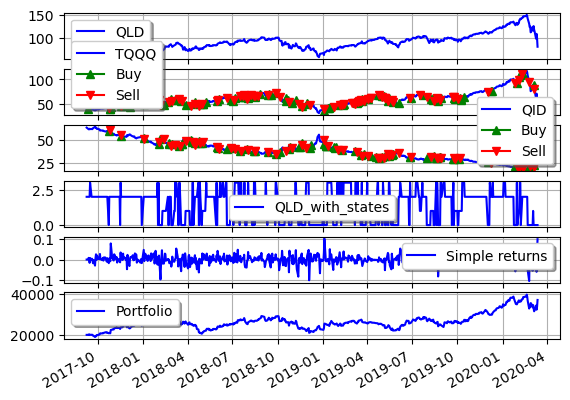 150
100
QLD
TQQQ
Buy
Sell
100
50
QID
Buy
Sell
50
25
2.5
0.0
QLD_with_states
0.1
0.0
-0.1
Simple returns
40000
20000
Portfolio
2017-10
2018-01
2018-04
2018-07
2018-10
2019-01
2019-04
2019-07
2019-10
2020-01
2020-04